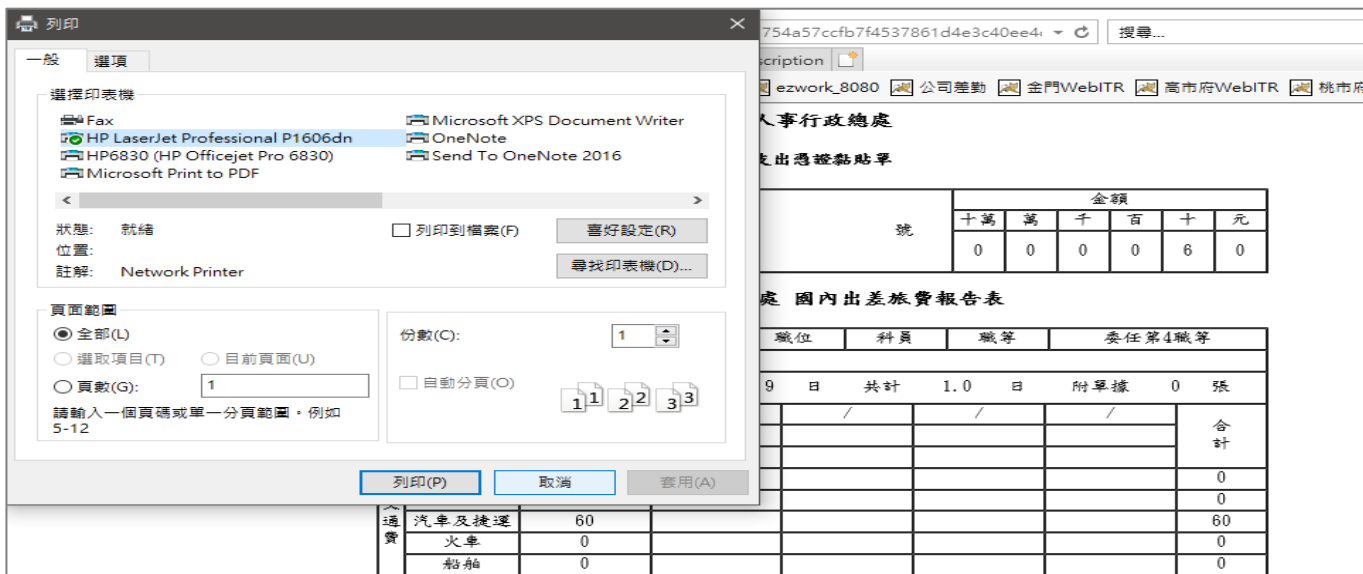 列印
754a57ccfb7f4537861d4e3c40ee4
搜尋...
一般
選項
scription
ezwork_8080
公司差勤
金門WebITR
高市府WebITR
桃市府
選擇印表機
Fax
Microsoft XPS Document Writer
HP LaserJet Professional P1606dn
OneNote
HP6830 (HP Officejet Pro 6830)
Send To OneNote 2016
Microsoft Print to PDF
人事行政總處
支出憑證黏貼單
狀態: 就緒
列印到檔案(F)
喜好設定(R)
位置:
註解: Network Printer
尋找印表機(D)...
號
金額
十萬 萬 千 百 十 元
0 0 0 0 6 0
處 國內出差旅費報告表
頁面範圍
全部(L)
選取項目(T)
目前頁面(U)
頁數(G): 1
請輸入一個頁碼或單一分頁範圍。例如
5-12
份數(C): 1
自動分頁(O)
1 1 2 2 3 3
職位 科員 職等 委任第4職等
9 日 共計 1.0 日 附單據 0 張
/ / /
合計
列印(P)
取消
套用(A)
0
0
通費
汽車及捷運 60 60
火車 0 0
船舶 0 0